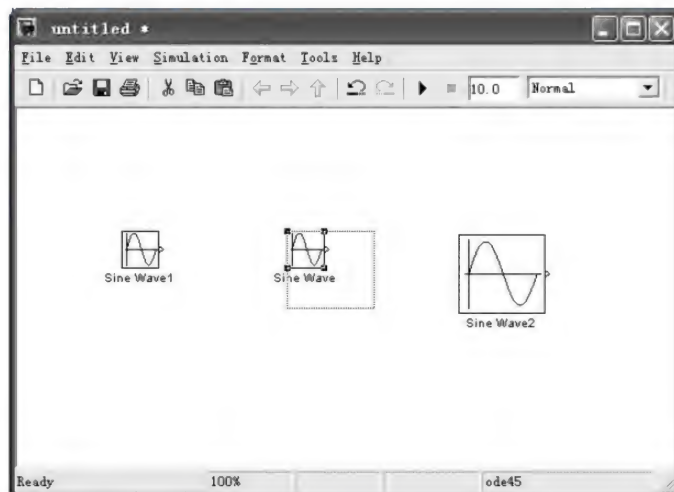 untitled *
File Edit View Simulation Format Tools Help
10.0 Normal
Sine Wave1 Sine Wave
Sine Wave2
Ready 100% ode45